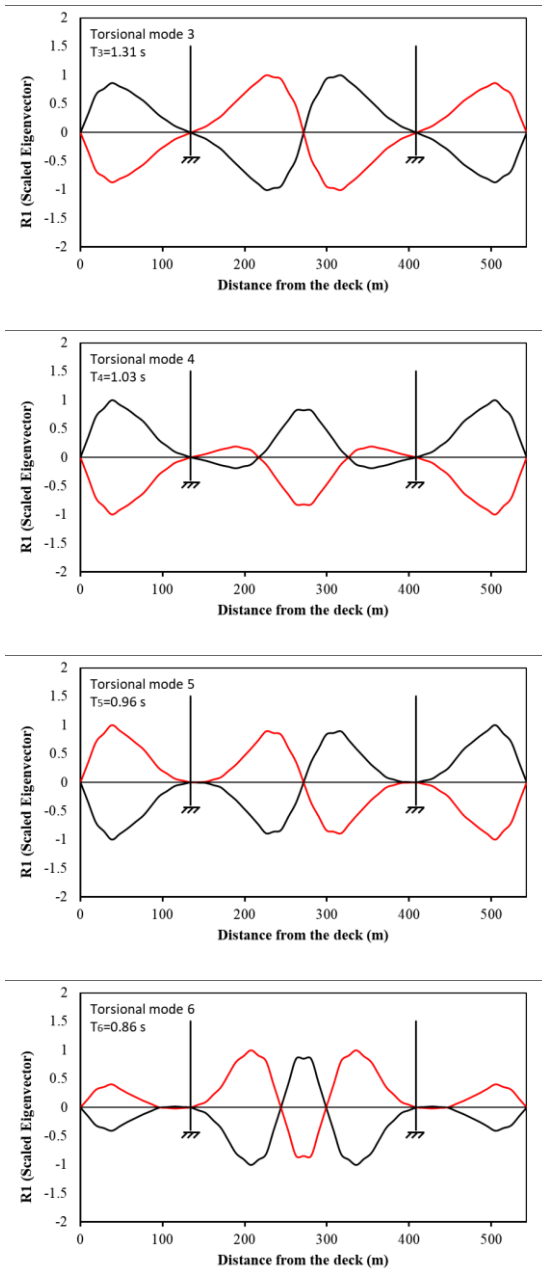 Torsional mode 3
T3=1.31 s
R1 (Scaled Eigenvector)
2
1.5
1
0.5
0
-0.5
-1
-1.5
-2
0 100 200 300 400 500
Distance from the deck (m)
Torsional mode 4
T4=1.03 s
R1 (Scaled Eigenvector)
2
1.5
1
0.5
0
-0.5
-1
-1.5
-2
0 100 200 300 400 500
Distance from the deck (m)
Torsional mode 5
T5=0.96 s
R1 (Scaled Eigenvector)
2
1.5
1
0.5
0
-0.5
-1
-1.5
-2
0 100 200 300 400 500
Distance from the deck (m)
Torsional mode 6
T6=0.86 s
R1 (Scaled Eigenvector)
2
1.5
1
0.5
0
-0.5
-1
-1.5
-2
0 100 200 300 400 500
Distance from the deck (m)